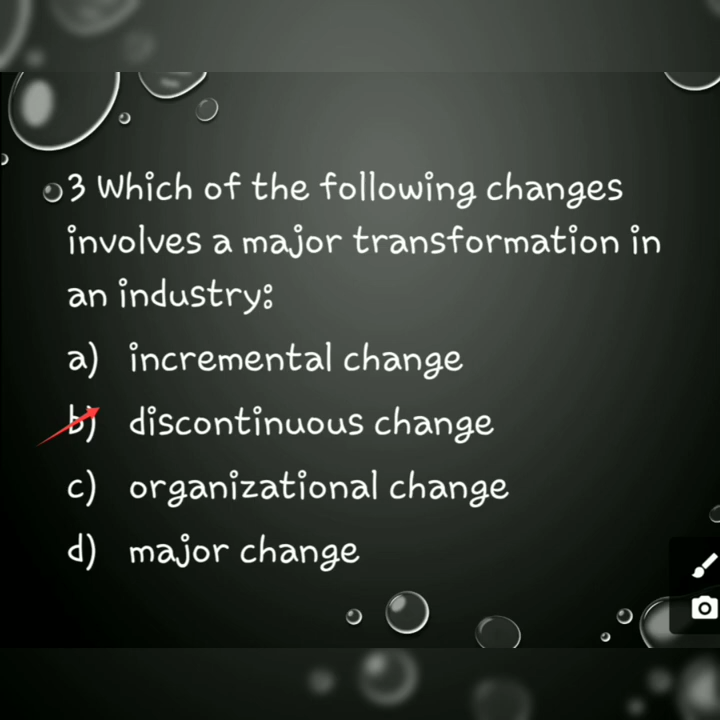 3 Which of the following changes
involves a major transformation in
an industry:
a) incremental change
b) discontinuous change
c) organizational change
d) major change